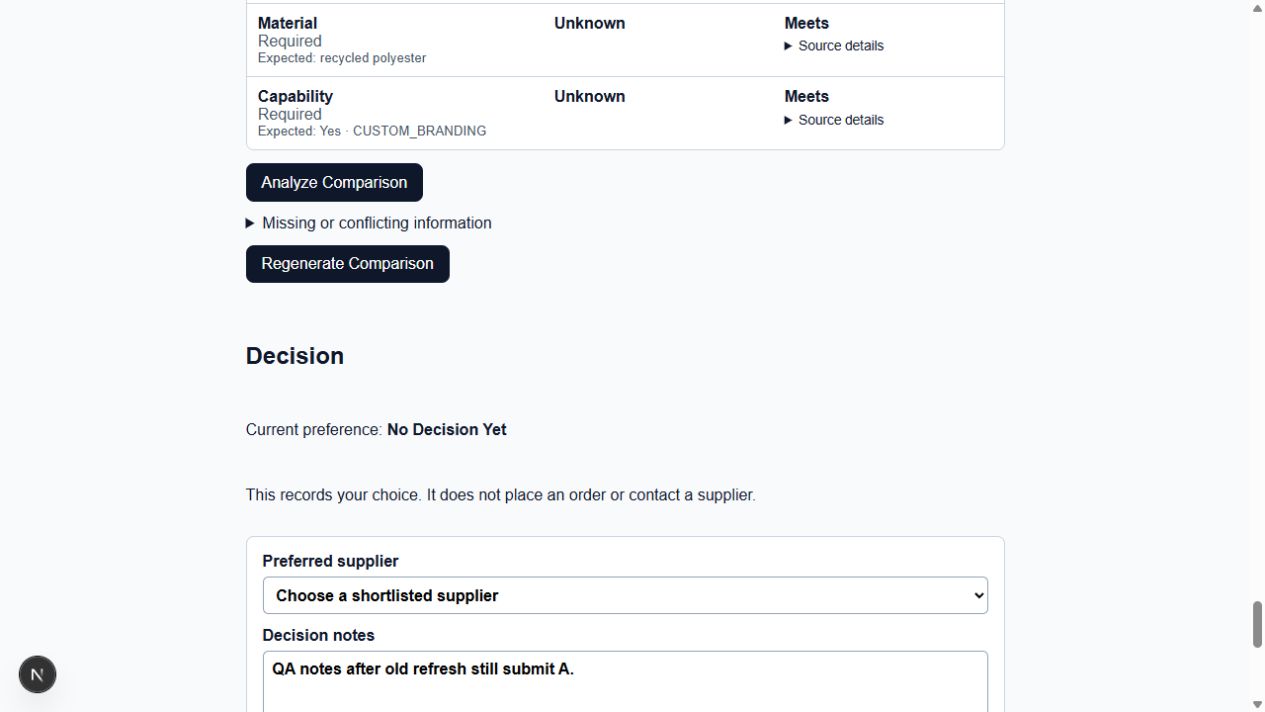 Material Unknown Meets
Required ▶ Source details
Expected: recycled polyester
Capability Unknown Meets
Required ▶ Source details
Expected: Yes · CUSTOM_BRANDING
Analyze Comparison
▶ Missing or conflicting information
Regenerate Comparison
Decision
Current preference: No Decision Yet
This records your choice. It does not place an order or contact a supplier.
Preferred supplier
Choose a shortlisted supplier
Decision notes
QA notes after old refresh still submit A.
N